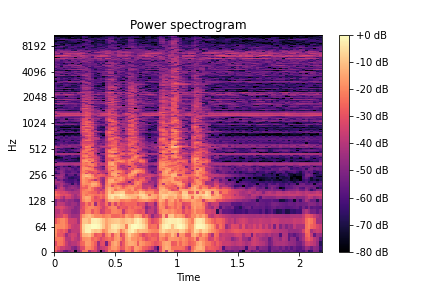 Power spectrogram
+0 dB
8192
-10 dB
4096
-20 dB
2048
-30 dB
1024
Hz
512
-40 dB
256
-50 dB
128
-60 dB
64
-70 dB
0
-80 dB
0 0.5 1 1.5 2
Time